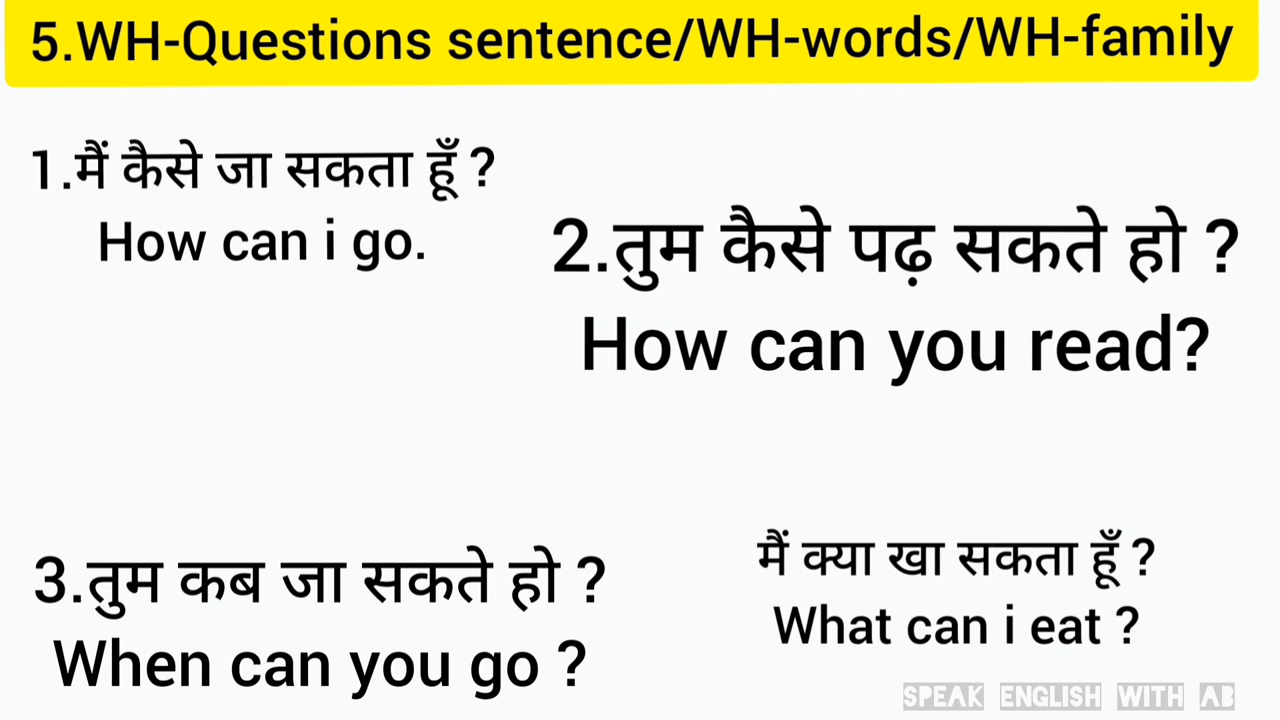 5.WH-Questions sentence/WH-words/WH-family
1.मैं कैसे जा सकता हूँ ?
How can i go.
2.तुम कैसे पढ़ सकते हो ?
How can you read?
3.तुम कब जा सकते हो ?
When can you go ?
मैं क्या खा सकता हूँ ?
What can i eat ?
SPEAK ENGLISH WITH AB